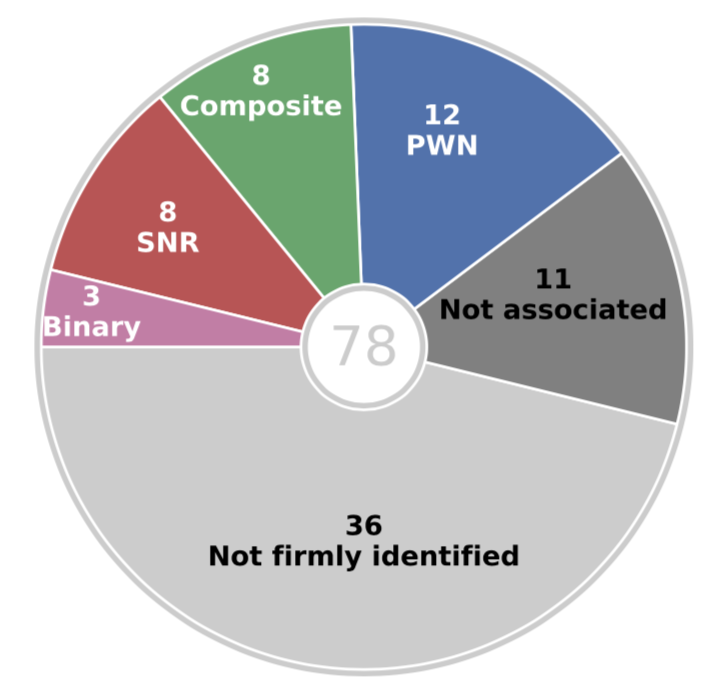 8
Composite
12
PWN
8
SNR
11
Not associated
3
Binary
78
36
Not firmly identified